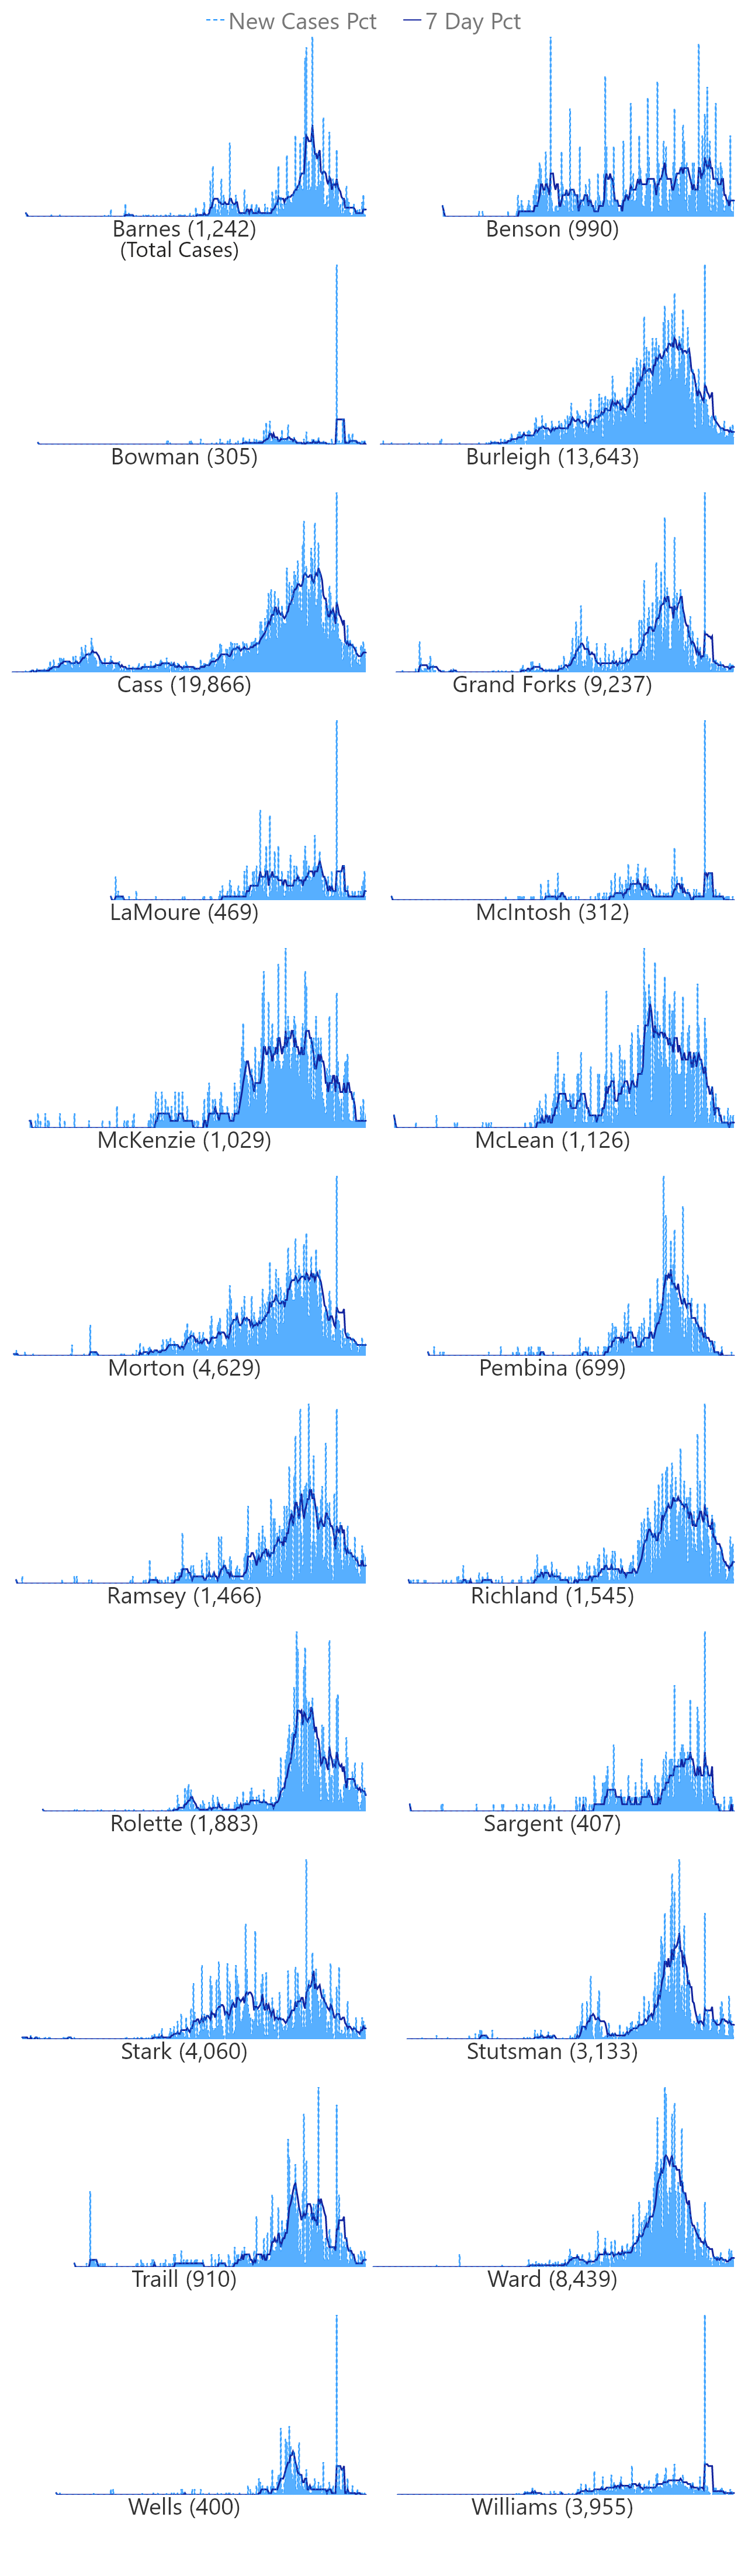 New Cases Pct 7 Day Pct
Barnes (1,242)
(Total Cases)
Benson (990)
Bowman (305)
Burleigh (13,643)
Cass (19,866)
Grand Forks (9,237)
LaMoure (469)
McIntosh (312)
McKenzie (1,029)
McLean (1,126)
Morton (4,629)
Pembina (699)
Ramsey (1,466)
Richland (1,545)
Rolette (1,883)
Sargent (407)
Stark (4,060)
Stutsman (3,133)
Traill (910)
Ward (8,439)
Wells (400)
Williams (3,955)